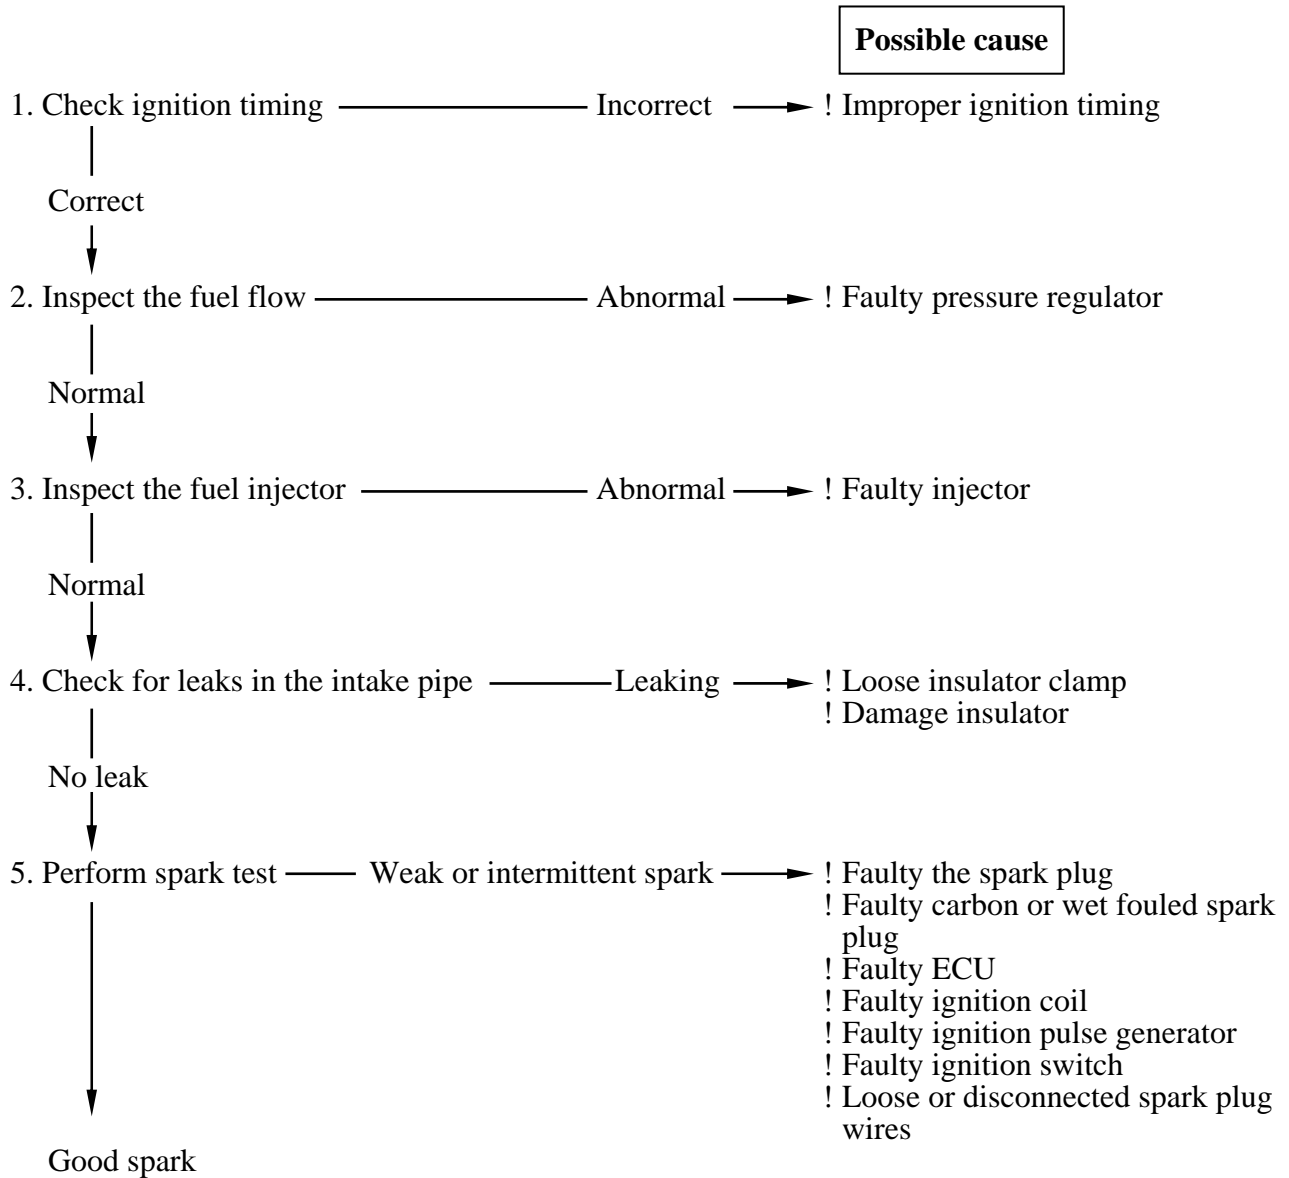 Possible cause
1. Check ignition timing Incorrect ! Improper ignition timing
Correct
2. Inspect the fuel flow Abnormal ! Faulty pressure regulator
Normal
3. Inspect the fuel injector Abnormal ! Faulty injector
Normal
4. Check for leaks in the intake pipe Leaking ! Loose insulator clamp
! Damage insulator
No leak
5. Perform spark test Weak or intermittent spark ! Faulty the spark plug
! Faulty carbon or wet fouled spark
plug
! Faulty ECU
! Faulty ignition coil
! Faulty ignition pulse generator
! Faulty ignition switch
! Loose or disconnected spark plug
wires
Good spark